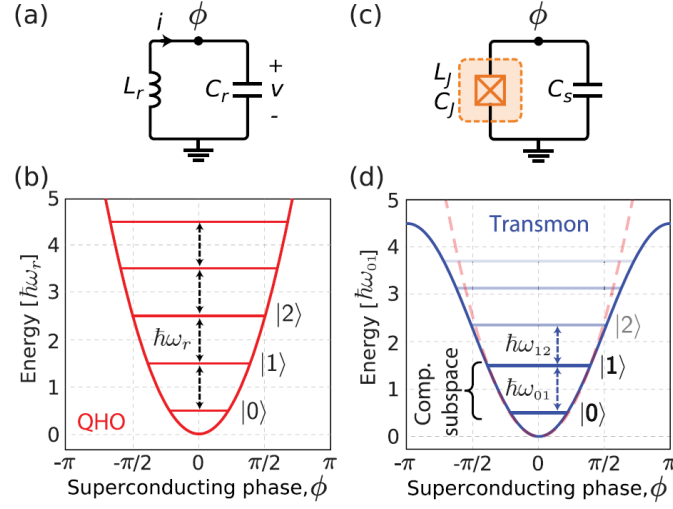 (a)
i
ϕ
L_r
C_r
+
v
-
(c)
ϕ
L_J
C_J
C_s
(b)
5
4
3
2
1
0
Energy [ℏω_r]
ℏω_r
|2⟩
|1⟩
|0⟩
QHO
-π
-π/2
0
π/2
π
Superconducting phase, ϕ
(d)
5
4
3
2
1
0
Energy [ℏω_01]
Transmon
|2⟩
ℏω_12
|1⟩
Comp.
subspace
ℏω_01
|0⟩
-π
-π/2
0
π/2
π
Superconducting phase, ϕ